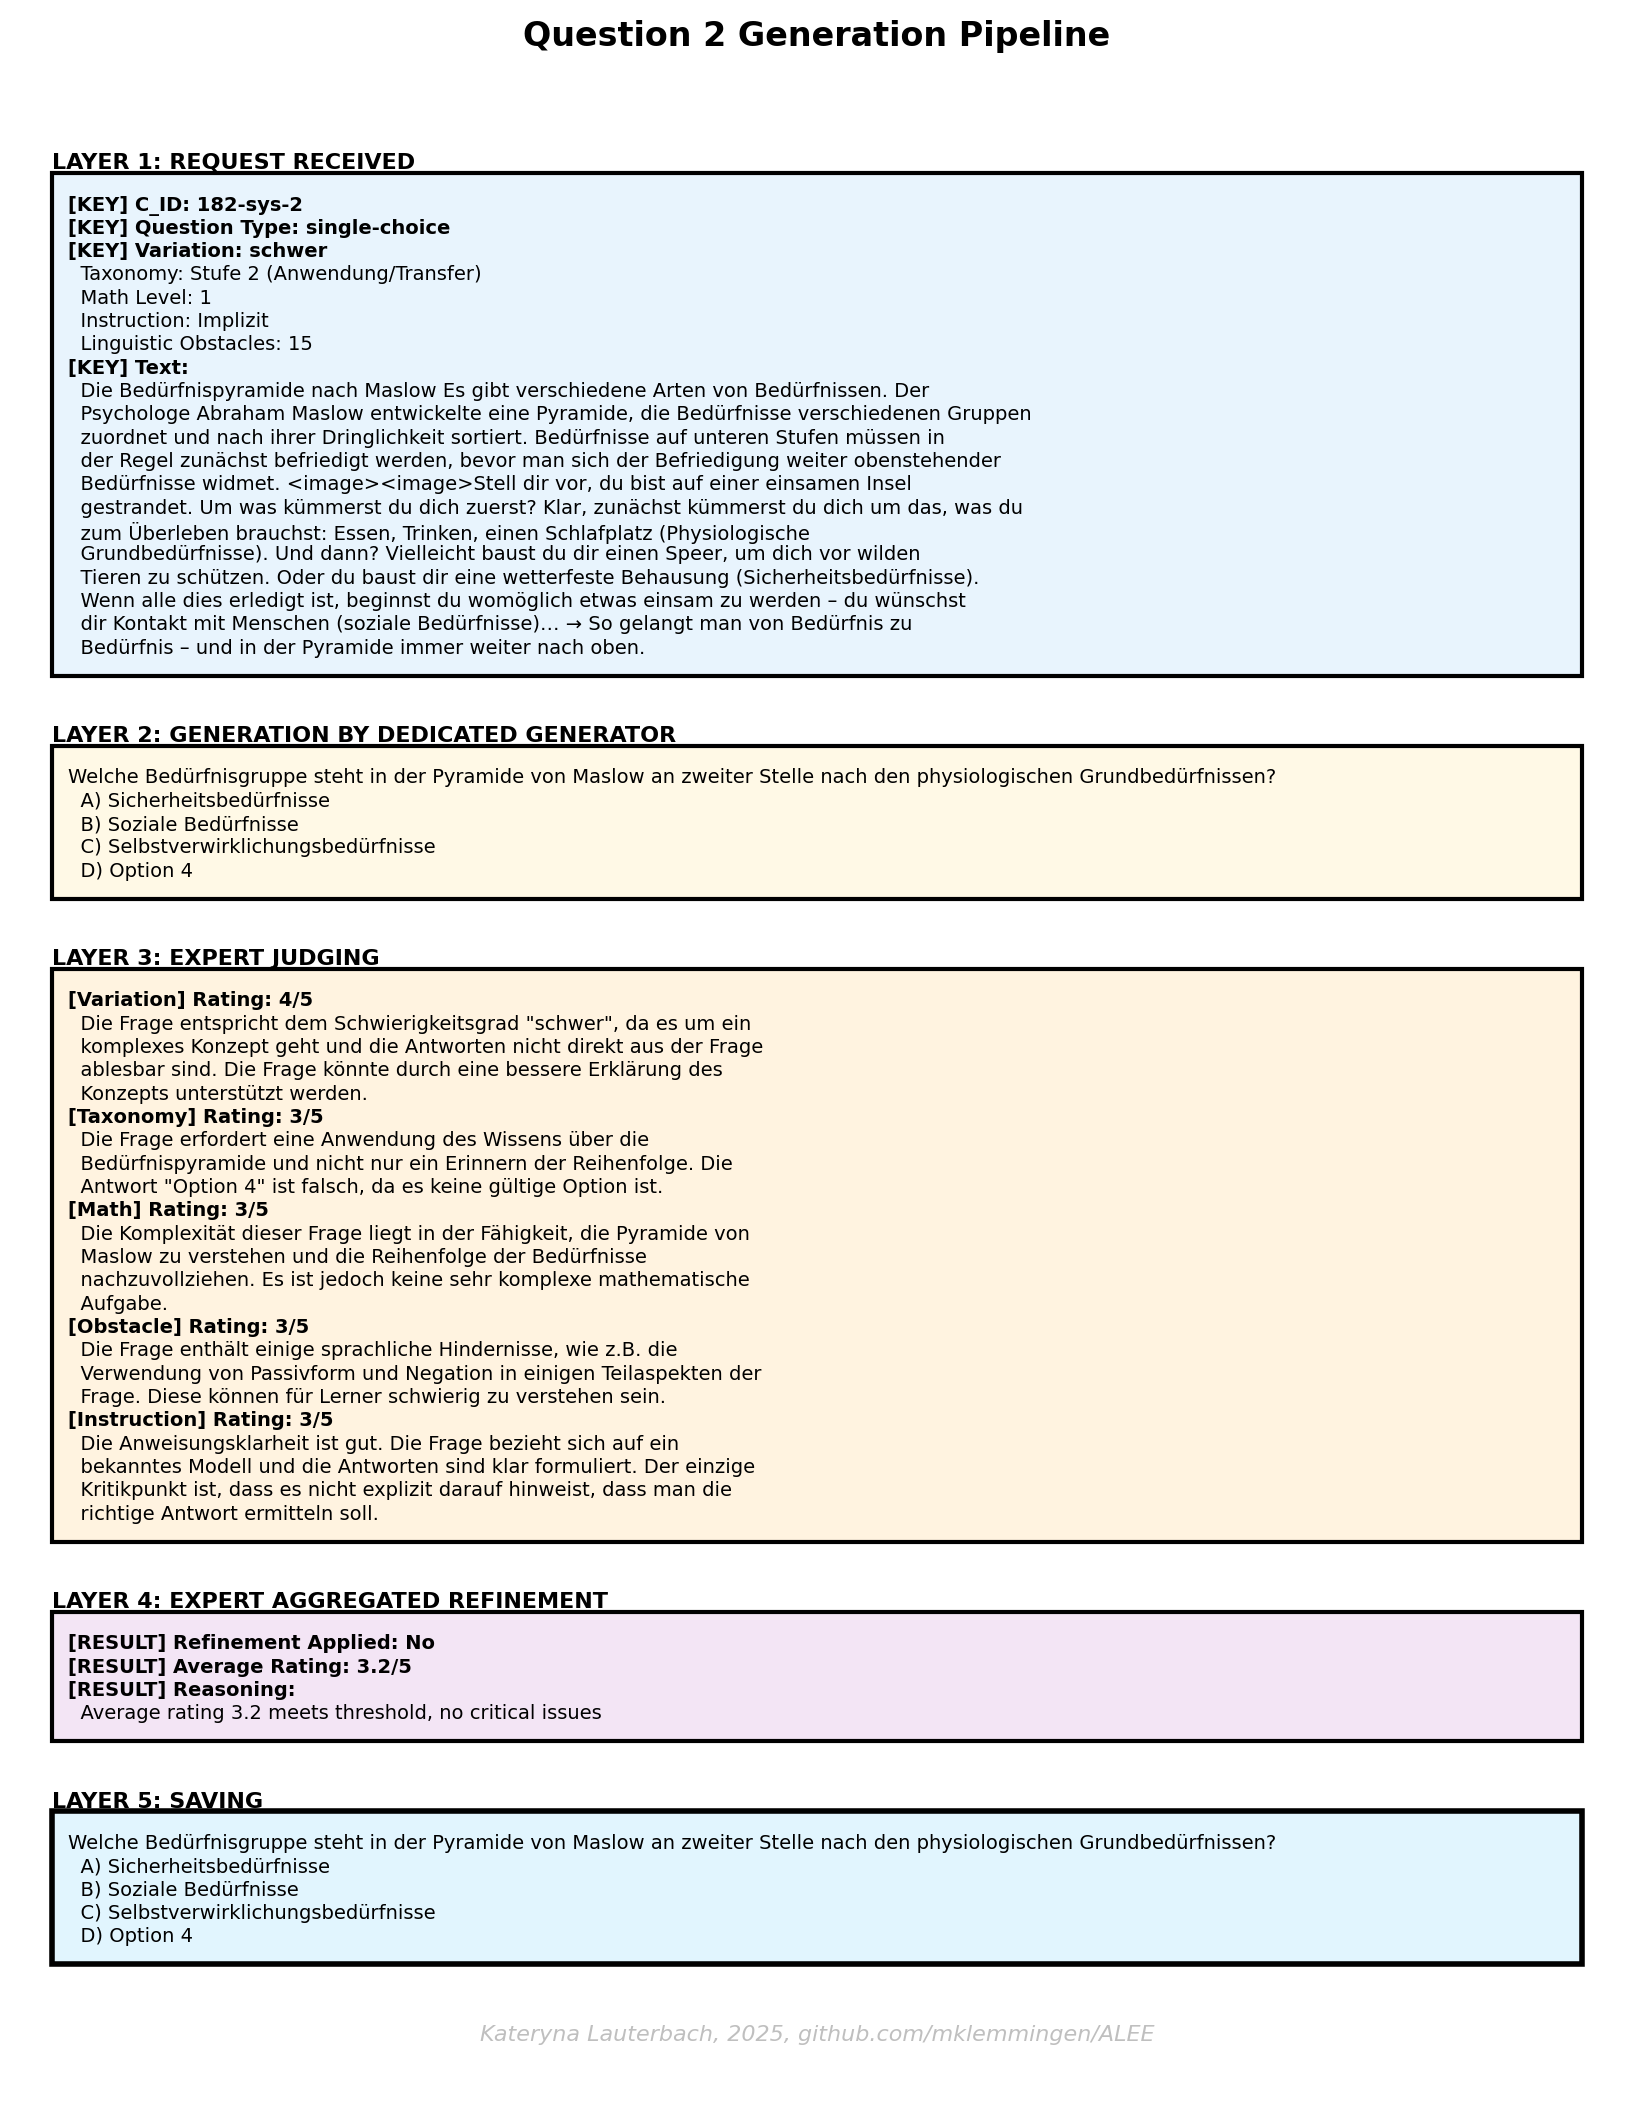 Question 2 Generation Pipeline
LAYER 1: REQUEST RECEIVED
[KEY] C_ID: 182-sys-2
[KEY] Question Type: single-choice
[KEY] Variation: schwer
Taxonomy: Stufe 2 (Anwendung/Transfer)
Math Level: 1
Instruction: Implizit
Linguistic Obstacles: 15
[KEY] Text:
Die Bedürfnispyramide nach Maslow Es gibt verschiedene Arten von Bedürfnissen. Der
Psychologe Abraham Maslow entwickelte eine Pyramide, die Bedürfnisse verschiedenen Gruppen
zuordnet und nach ihrer Dringlichkeit sortiert. Bedürfnisse auf unteren Stufen müssen in
der Regel zunächst befriedigt werden, bevor man sich der Befriedigung weiter obenstehender
Bedürfnisse widmet. <image><image>Stell dir vor, du bist auf einer einsamen Insel
gestrandet. Um was kümmerst du dich zuerst? Klar, zunächst kümmerst du dich um das, was du
zum Überleben brauchst: Essen, Trinken, einen Schlafplatz (Physiologische
Grundbedürfnisse). Und dann? Vielleicht baust du dir einen Speer, um dich vor wilden
Tieren zu schützen. Oder du baust dir eine wetterfeste Behausung (Sicherheitsbedürfnisse).
Wenn alle dies erledigt ist, beginnst du womöglich etwas einsam zu werden – du wünschst
dir Kontakt mit Menschen (soziale Bedürfnisse)… → So gelangt man von Bedürfnis zu
Bedürfnis – und in der Pyramide immer weiter nach oben.
LAYER 2: GENERATION BY DEDICATED GENERATOR
Welche Bedürfnisgruppe steht in der Pyramide von Maslow an zweiter Stelle nach den physiologischen Grundbedürfnissen?
A) Sicherheitsbedürfnisse
B) Soziale Bedürfnisse
C) Selbstverwirklichungsbedürfnisse
D) Option 4
LAYER 3: EXPERT JUDGING
[Variation] Rating: 4/5
Die Frage entspricht dem Schwierigkeitsgrad "schwer", da es um ein
komplexes Konzept geht und die Antworten nicht direkt aus der Frage
ablesbar sind. Die Frage könnte durch eine bessere Erklärung des
Konzepts unterstützt werden.
[Taxonomy] Rating: 3/5
Die Frage erfordert eine Anwendung des Wissens über die
Bedürfnispyramide und nicht nur ein Erinnern der Reihenfolge. Die
Antwort "Option 4" ist falsch, da es keine gültige Option ist.
[Math] Rating: 3/5
Die Komplexität dieser Frage liegt in der Fähigkeit, die Pyramide von
Maslow zu verstehen und die Reihenfolge der Bedürfnisse
nachzuvollziehen. Es ist jedoch keine sehr komplexe mathematische
Aufgabe.
[Obstacle] Rating: 3/5
Die Frage enthält einige sprachliche Hindernisse, wie z.B. die
Verwendung von Passivform und Negation in einigen Teilaspekten der
Frage. Diese können für Lerner schwierig zu verstehen sein.
[Instruction] Rating: 3/5
Die Anweisungsklarheit ist gut. Die Frage bezieht sich auf ein
bekanntes Modell und die Antworten sind klar formuliert. Der einzige
Kritikpunkt ist, dass es nicht explizit darauf hinweist, dass man die
richtige Antwort ermitteln soll.
LAYER 4: EXPERT AGGREGATED REFINEMENT
[RESULT] Refinement Applied: No
[RESULT] Average Rating: 3.2/5
[RESULT] Reasoning:
Average rating 3.2 meets threshold, no critical issues
LAYER 5: SAVING
Welche Bedürfnisgruppe steht in der Pyramide von Maslow an zweiter Stelle nach den physiologischen Grundbedürfnissen?
A) Sicherheitsbedürfnisse
B) Soziale Bedürfnisse
C) Selbstverwirklichungsbedürfnisse
D) Option 4
Kateryna Lauterbach, 2025, github.com/mklemmingen/ALEE